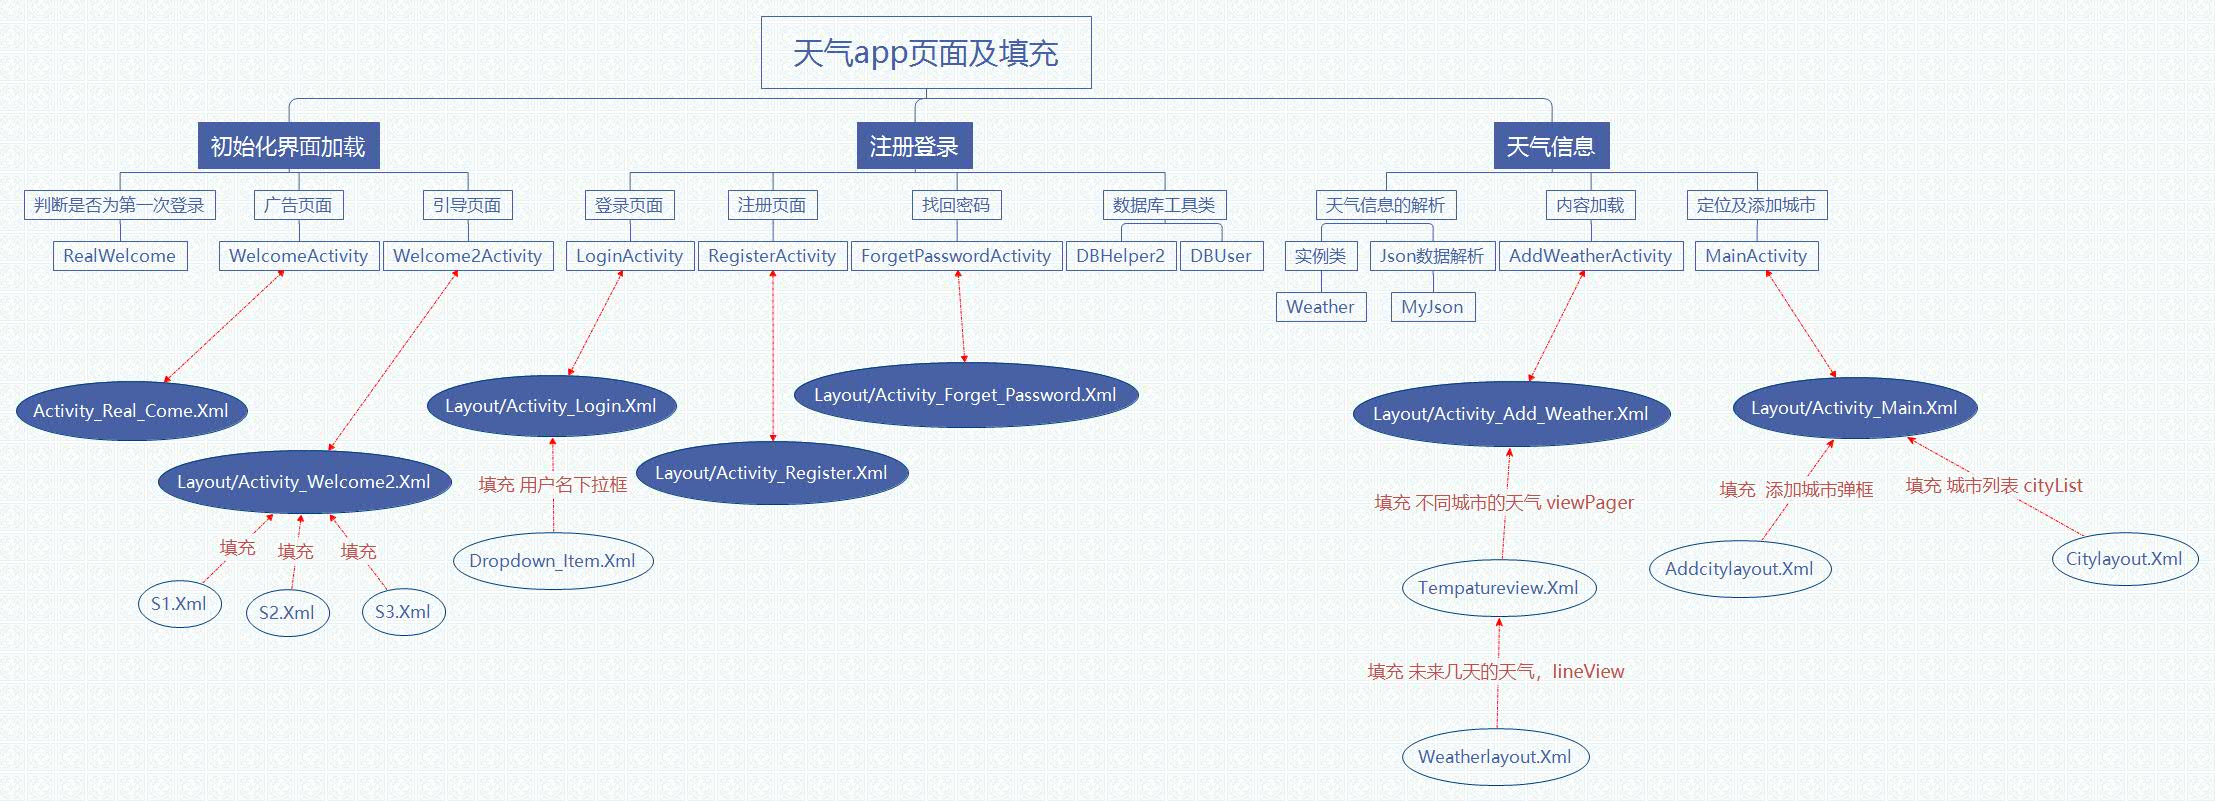 天气app页面及填充
初始化界面加载
注册登录
天气信息
判断是否为第一次登录
广告页面
引导页面
登录页面
注册页面
找回密码
数据库工具类
天气信息的解析
内容加载
定位及添加城市
RealWelcome
WelcomeActivity
Welcome2Activity
LoginActivity
RegisterActivity
ForgetPasswordActivity
DBHelper2
DBUser
实例类
Json数据解析
AddWeatherActivity
MainActivity
Weather
MyJson
Activity_Real_Come.Xml
Layout/Activity_Login.Xml
Layout/Activity_Forget_Password.Xml
Layout/Activity_Add_Weather.Xml
Layout/Activity_Main.Xml
Layout/Activity_Welcome2.Xml
Layout/Activity_Register.Xml
填充 用户名下拉框
填充 不同城市的天气 viewPager
填充 添加城市弹框
填充 城市列表 cityList
填充
填充
填充
Dropdown_Item.Xml
Tempatureview.Xml
Addcitylayout.Xml
Citylayout.Xml
S1.Xml
S2.Xml
S3.Xml
填充 未来几天的天气，lineView
Weatherlayout.Xml